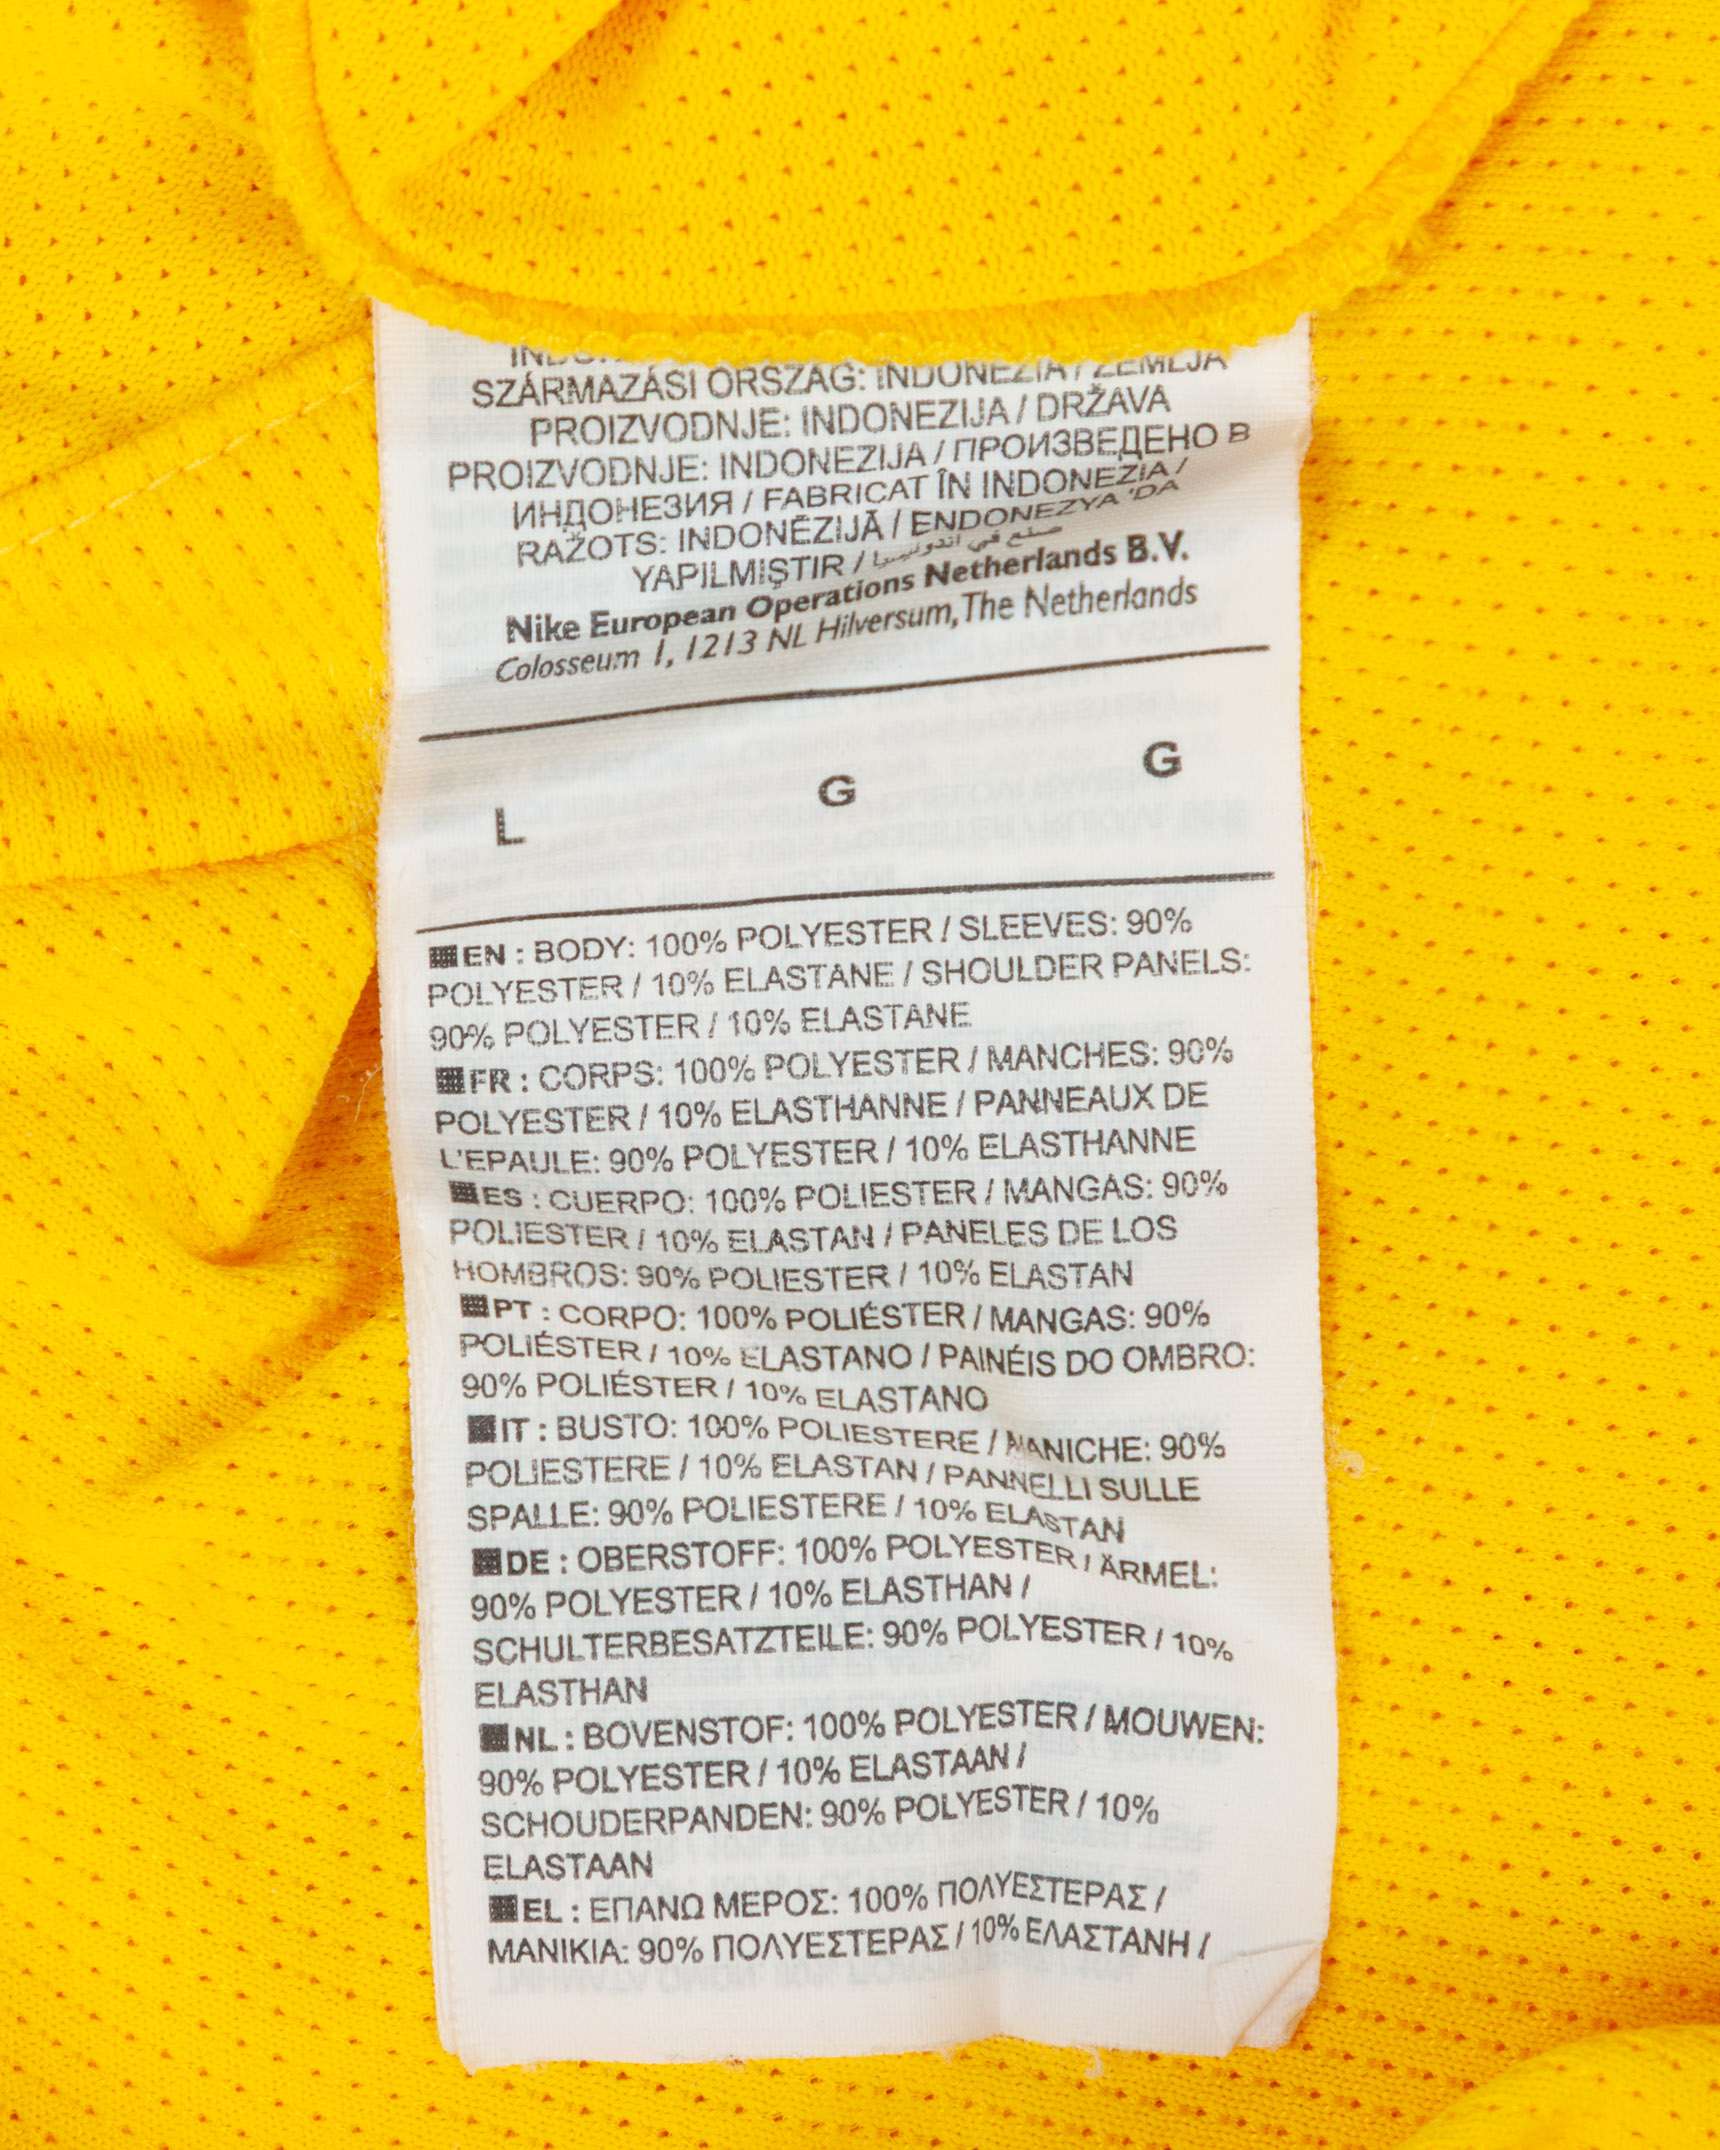 SZÁRMAZÁSI ORSZÁG: INDONÉZIA / ZEMLJA
PROIZVODNJE: INDONEZIJA / DRŽAVA
PROIZVODNJE: INDONEZIJA / ПРОИЗВЕДЕНО В
ИНДОНЕЗИЯ / FABRICAT ÎN INDONEZIA /
RAŽOTS: INDONĒZIJĀ / ENDONEZYA 'DA
YAPILMIŞTIR / صنع في اندونيسيا
Nike European Operations Netherlands B.V.
Colosseum 1, 1213 NL Hilversum, The Netherlands
L G G
EN : BODY: 100% POLYESTER / SLEEVES: 90%
POLYESTER / 10% ELASTANE / SHOULDER PANELS:
90% POLYESTER / 10% ELASTANE
FR : CORPS: 100% POLYESTER / MANCHES: 90%
POLYESTER / 10% ELASTHANNE / PANNEAUX DE
L'EPAULE: 90% POLYESTER / 10% ELASTHANNE
ES : CUERPO: 100% POLIESTER / MANGAS: 90%
POLIESTER / 10% ELASTAN / PANELES DE LOS
HOMBROS: 90% POLIESTER / 10% ELASTAN
PT : CORPO: 100% POLIÉSTER / MANGAS: 90%
POLIÉSTER / 10% ELASTANO / PAINÉIS DO OMBRO:
90% POLIÉSTER / 10% ELASTANO
IT : BUSTO: 100% POLIESTERE / MANICHE: 90%
POLIESTERE / 10% ELASTAN / PANNELLI SULLE
SPALLE: 90% POLIESTERE / 10% ELASTAN
DE : OBERSTOFF: 100% POLYESTER / ÄRMEL:
90% POLYESTER / 10% ELASTHAN /
SCHULTERBESATZTEILE: 90% POLYESTER / 10%
ELASTHAN
NL : BOVENSTOF: 100% POLYESTER / MOUWEN:
90% POLYESTER / 10% ELASTAAN /
SCHOUDERPANDEN: 90% POLYESTER / 10%
ELASTAAN
EL : ΕΠΑΝΩ ΜΕΡΟΣ: 100% ΠΟΛΥΕΣΤΕΡΑΣ /
ΜΑΝΙΚΙΑ: 90% ΠΟΛΥΕΣΤΕΡΑΣ / 10% ΕΛΑΣΤΑΝΗ /